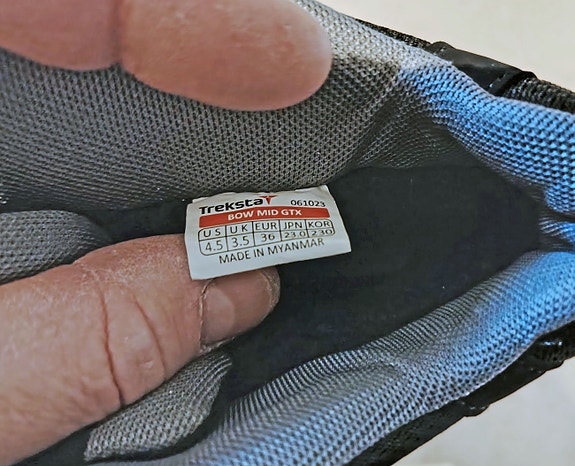 Treksta 061023
BOW MID GTX
US UK EUR JPN KOR
4.5 3.5 36 23.0 230
MADE IN MYANMAR